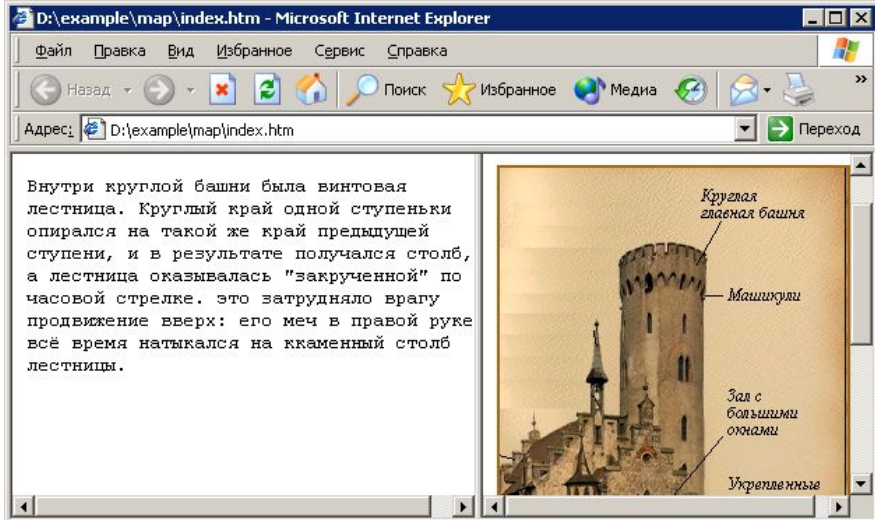 D:\example\map\index.htm - Microsoft Internet Explorer
Файл Правка Вид Избранное Сервис Справка
Назад Поиск Избранное Медиа »
Адрес: D:\example\map\index.htm Переход
Внутри круглой башни была винтовая
лестница. Круглый край одной ступеньки
опирался на такой же край предыдущей
ступени, и в результате получался столб,
а лестница оказывалась "закрученной" по
часовой стрелке. это затрудняло врагу
продвижение вверх: его меч в правой руке
всё время натыкался на ккаменный столб
лестницы.
Круглая
главная башня
Машикули
Зал с
большими
окнами
Укрепленные